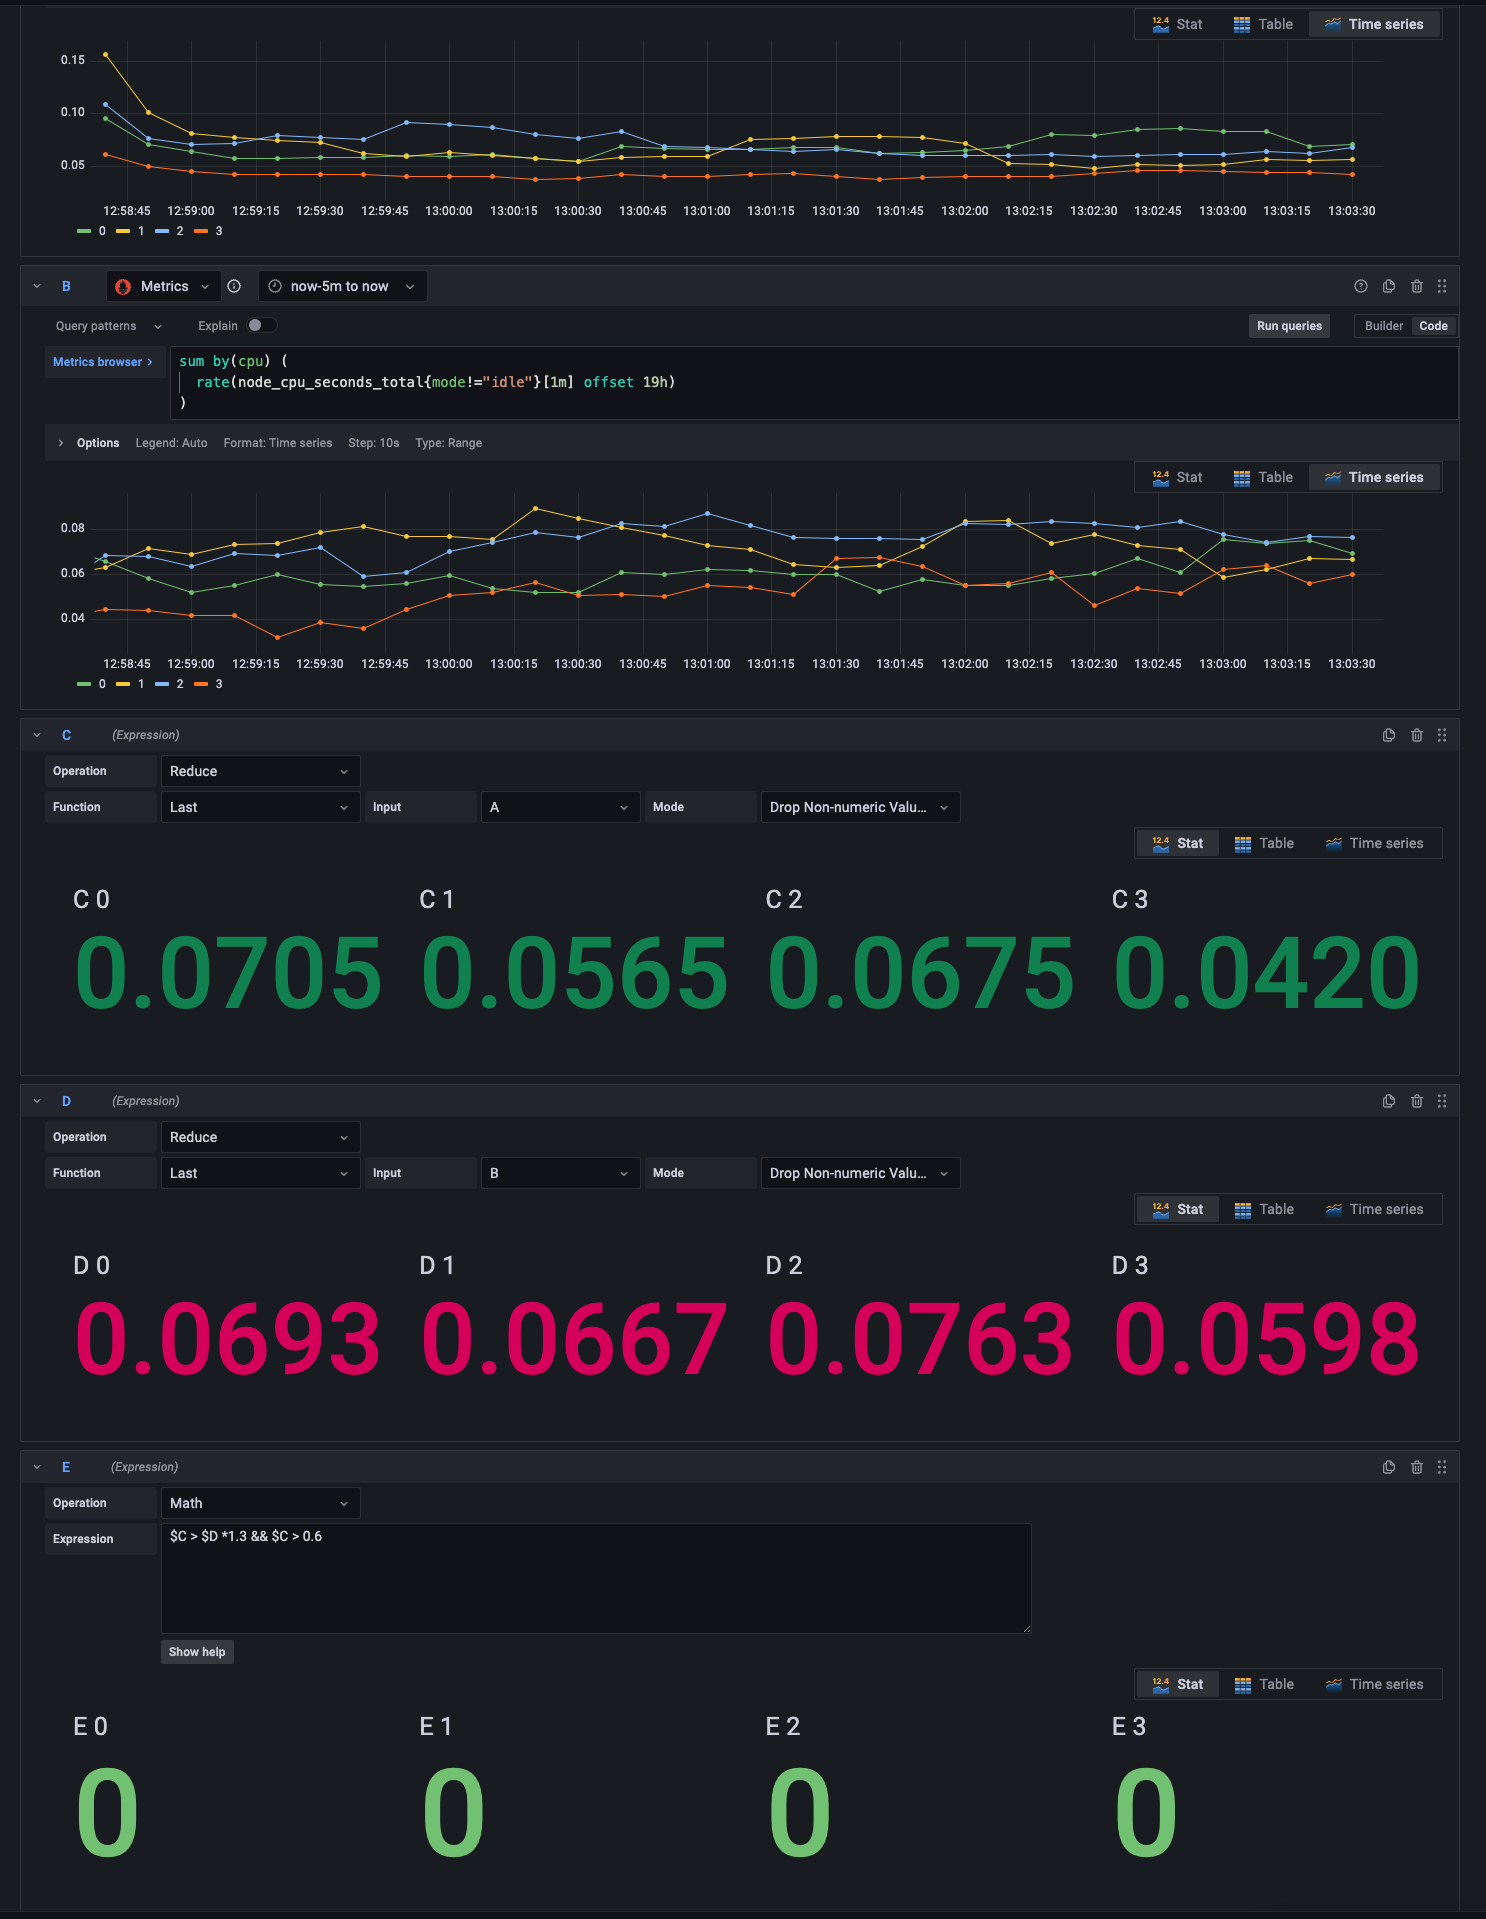 Stat Table Time series
0.15
0.10
0.05
12:58:45 12:59:00 12:59:15 12:59:30 12:59:45 13:00:00 13:00:15 13:00:30 13:00:45 13:01:00 13:01:15 13:01:30 13:01:45 13:02:00 13:02:15 13:02:30 13:02:45 13:03:00 13:03:15 13:03:30
0 1 2 3
B Metrics now-5m to now
Query patterns Explain Run queries Builder Code
Metrics browser > sum by(cpu) (
rate(node_cpu_seconds_total{mode!="idle"}[1m] offset 19h)
)
> Options Legend: Auto Format: Time series Step: 10s Type: Range
12.4 Stat Table Time series
0.08
0.06
0.04
12:58:45 12:59:00 12:59:15 12:59:30 12:59:45 13:00:00 13:00:15 13:00:30 13:00:45 13:01:00 13:01:15 13:01:30 13:01:45 13:02:00 13:02:15 13:02:30 13:02:45 13:03:00 13:03:15 13:03:30
0 1 2 3
C (Expression)
Operation Reduce
Function Last Input A Mode Drop Non-numeric Valu...
12.4 Stat Table Time series
C 0 C 1 C 2 C 3
0.0705 0.0565 0.0675 0.0420
D (Expression)
Operation Reduce
Function Last Input B Mode Drop Non-numeric Valu...
12.4 Stat Table Time series
D 0 D 1 D 2 D 3
0.0693 0.0667 0.0763 0.0598
E (Expression)
Operation Math
Expression $C > $D *1.3 && $C > 0.6
Show help
12.4 Stat Table Time series
E 0 E 1 E 2 E 3
0 0 0 0